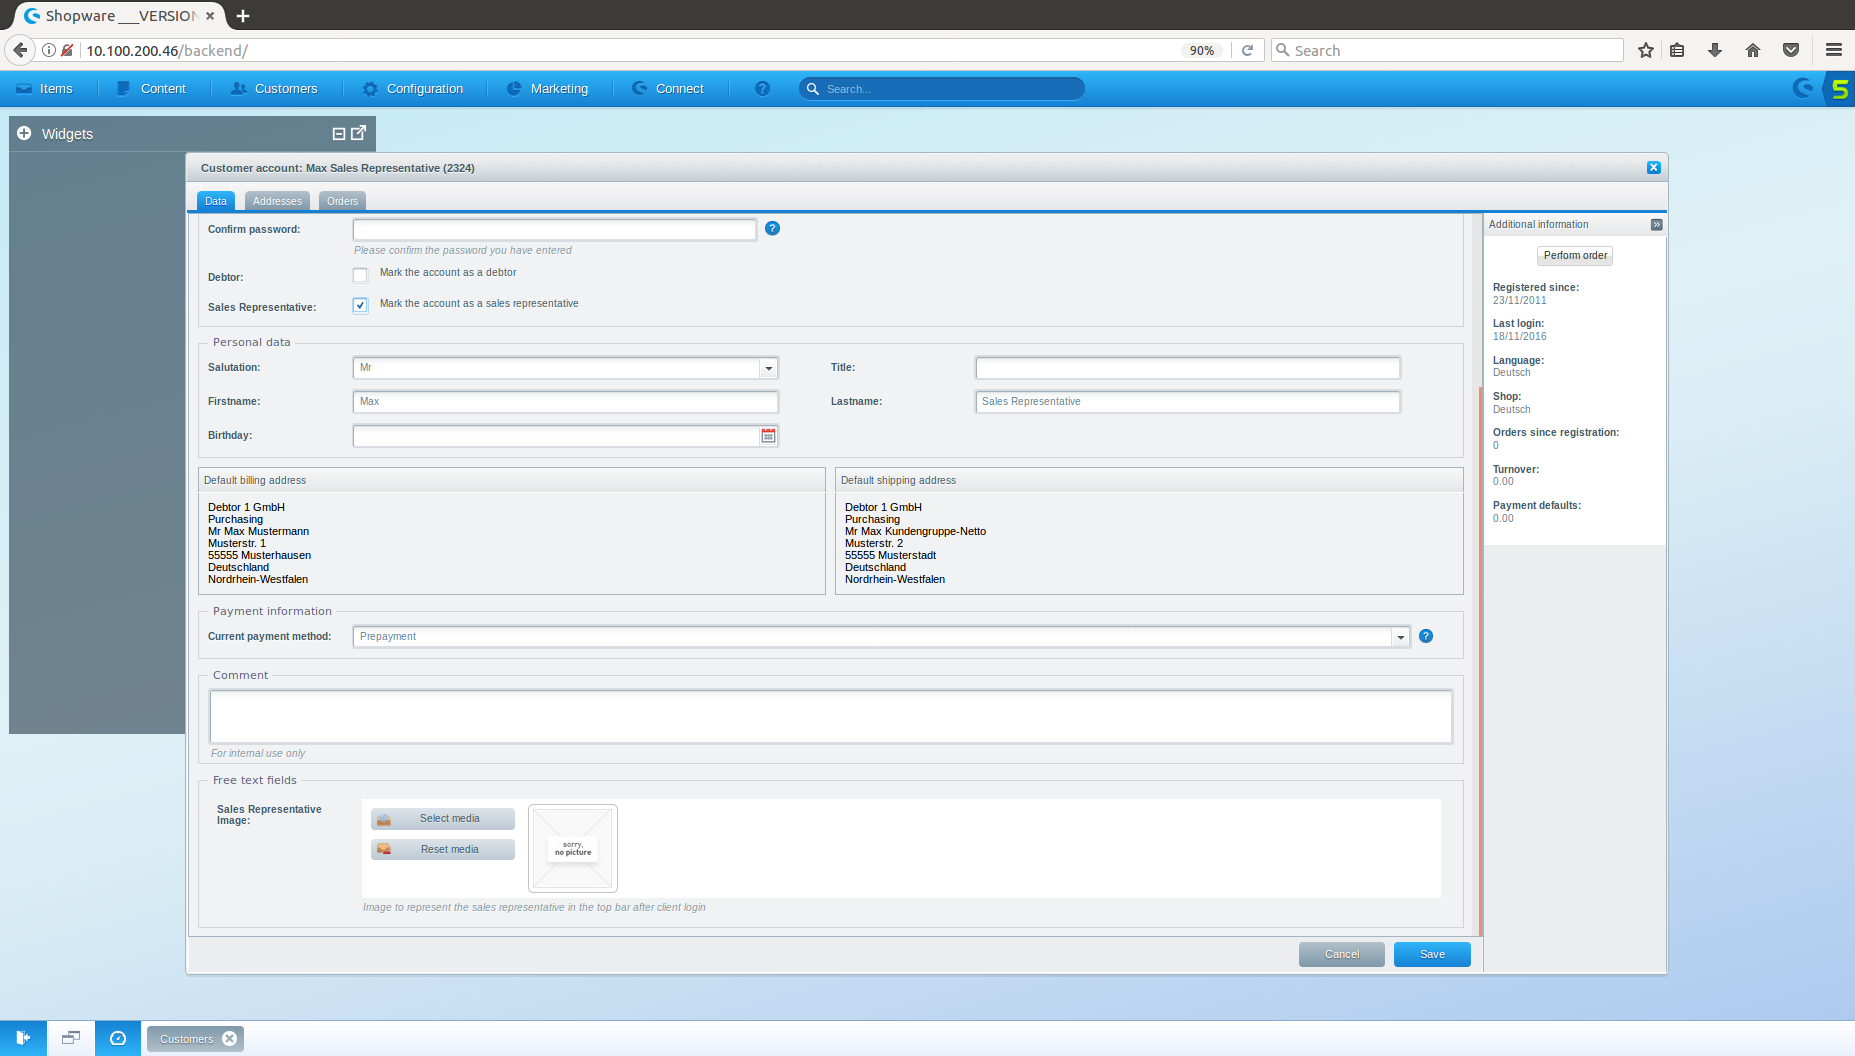 Shopware ___VERSION
10.100.200.46/backend/
90%
Search
Items
Content
Customers
Configuration
Marketing
Connect
?
Search...
Widgets
Customer account: Max Sales Representative (2324)
Data
Addresses
Orders
Confirm password:
?
Please confirm the password you have entered
Debtor:
Mark the account as a debtor
Sales Representative:
Mark the account as a sales representative
Personal data
Salutation:
Mr
Title:
Firstname:
Max
Lastname:
Sales Representative
Birthday:
Default billing address
Debtor 1 GmbH
Purchasing
Mr Max Mustermann
Musterstr. 1
55555 Musterhausen
Deutschland
Nordrhein-Westfalen
Default shipping address
Debtor 1 GmbH
Purchasing
Mr Max Kundengruppe-Netto
Musterstr. 2
55555 Musterstadt
Deutschland
Nordrhein-Westfalen
Payment information
Current payment method:
Prepayment
?
Comment
For internal use only
Free text fields
Sales Representative
Image:
Select media
Reset media
sorry,
no picture
Image to represent the sales representative in the top bar after client login
Cancel
Save
Additional information
Perform order
Registered since:
23/11/2011
Last login:
18/11/2016
Language:
Deutsch
Shop:
Deutsch
Orders since registration:
0
Turnover:
0.00
Payment defaults:
0.00
Customers